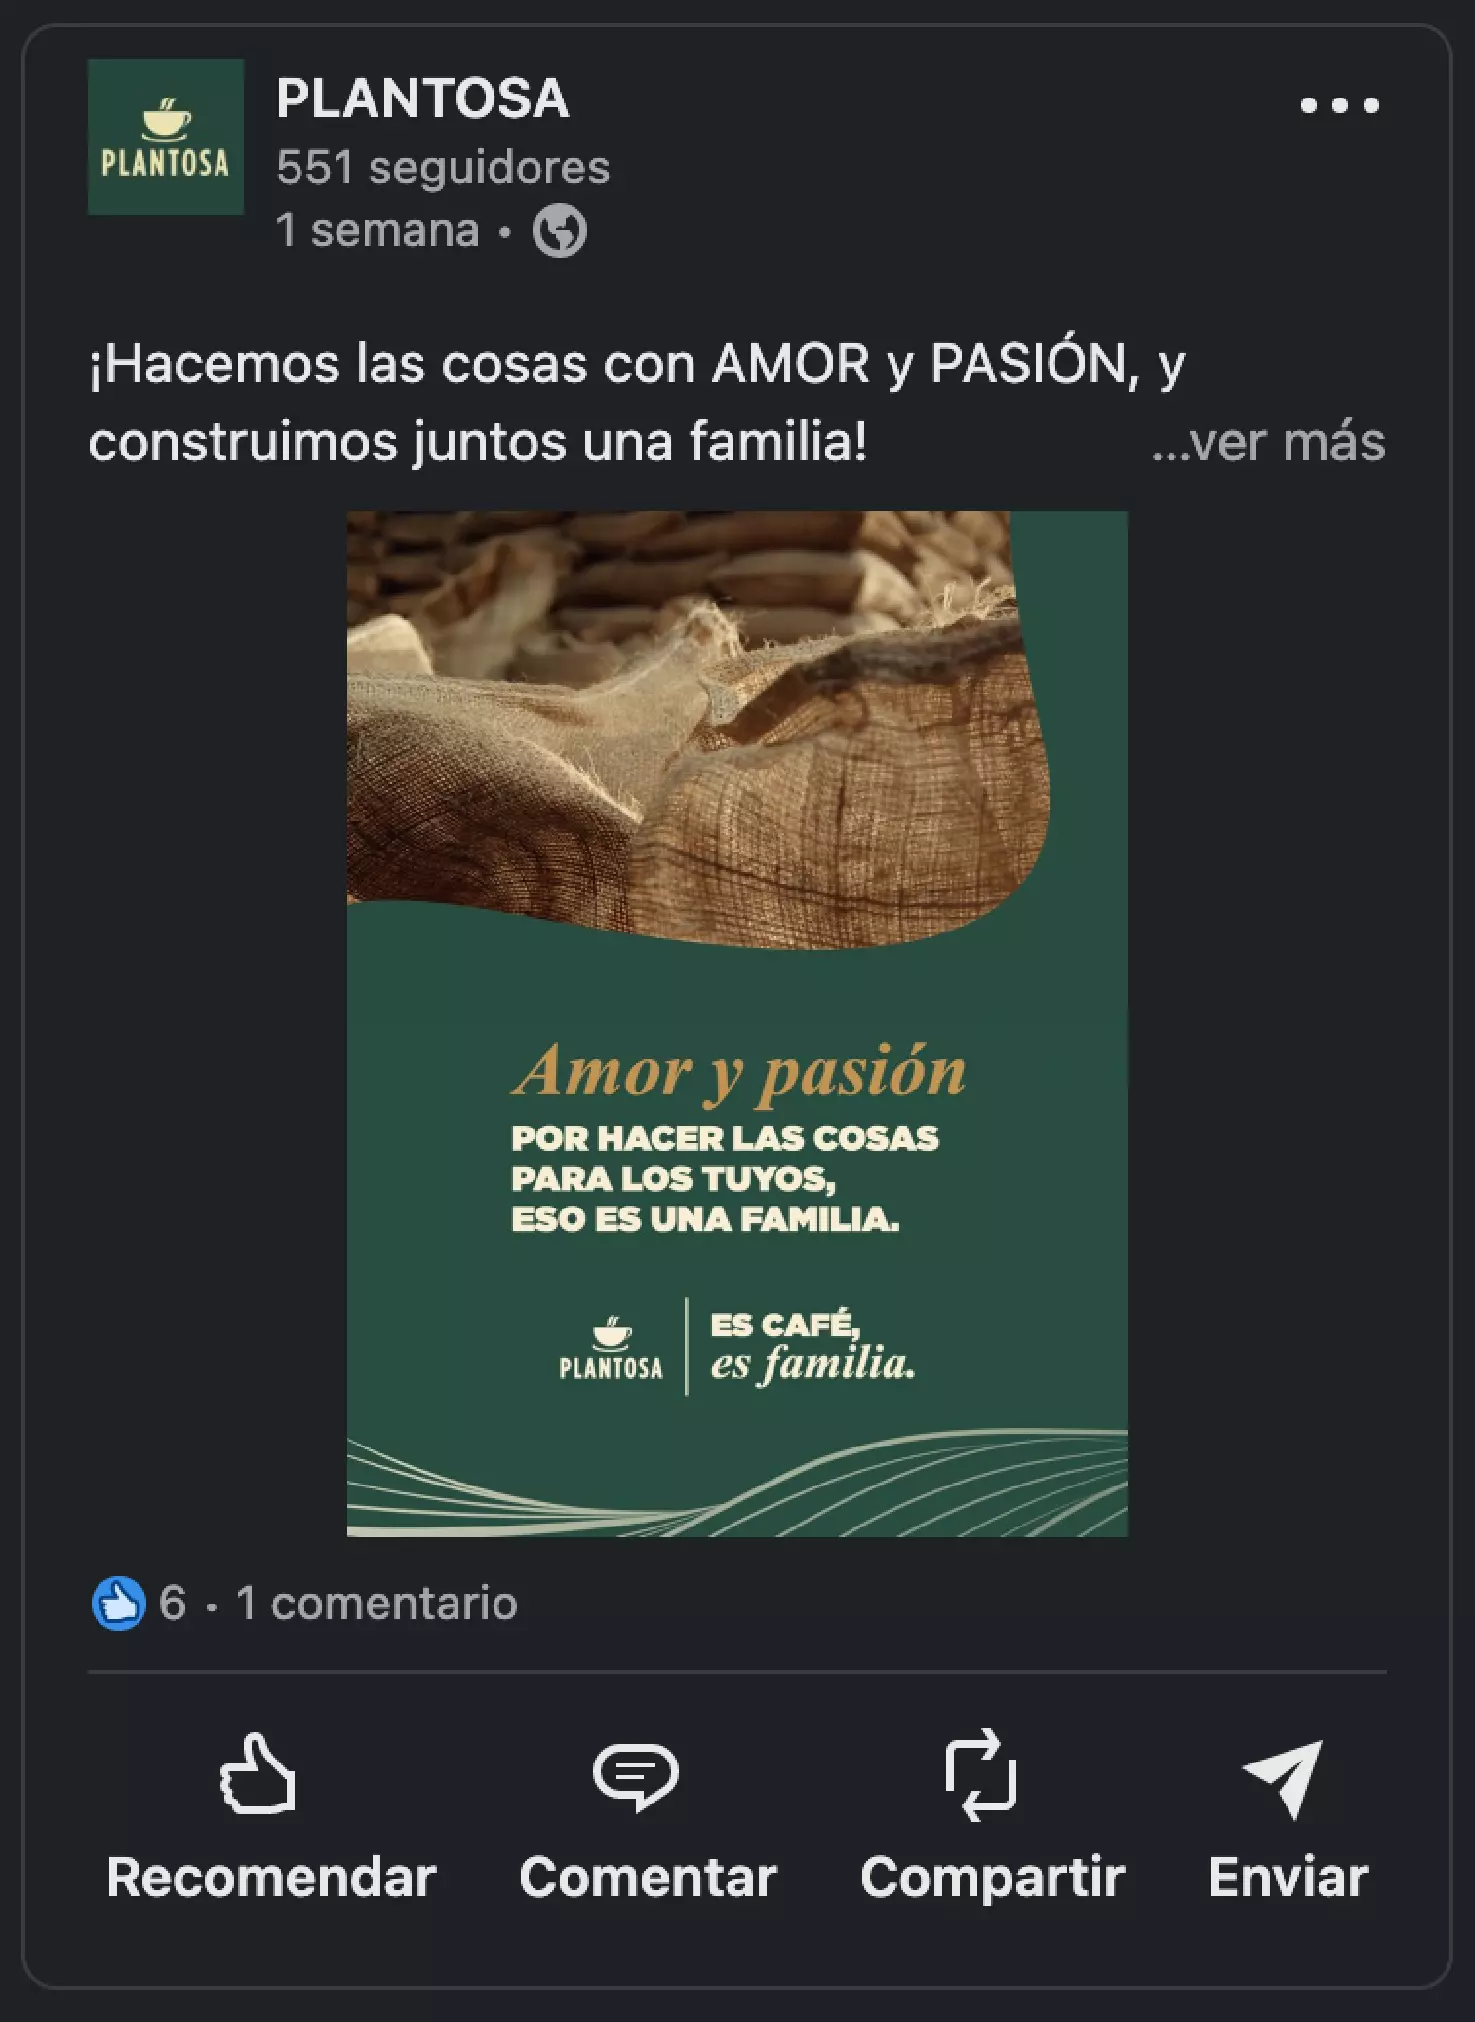 PLANTOSA
PLANTOSA
551 seguidores
1 semana •
¡Hacemos las cosas con AMOR y PASIÓN, y
construimos juntos una familia!
...ver más
Amor y pasión
POR HACER LAS COSAS
PARA LOS TUYOS,
ESO ES UNA FAMILIA.
PLANTOSA
ES CAFÉ,
es familia.
6 · 1 comentario
Recomendar
Comentar
Compartir
Enviar